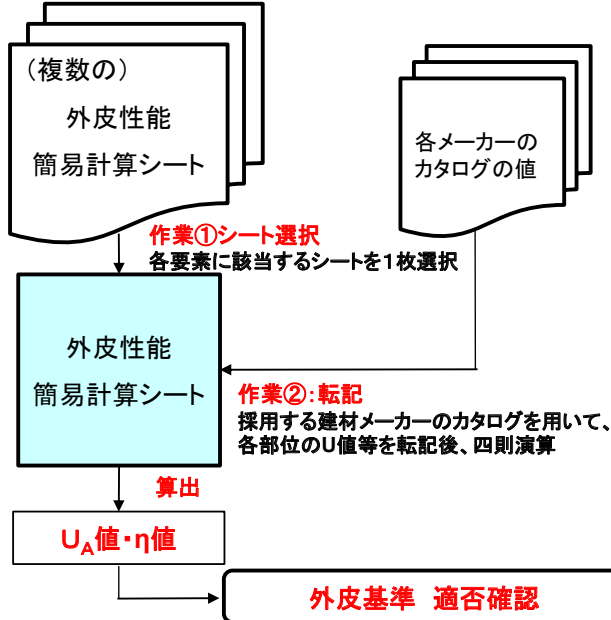 （複数の）
外皮性能
簡易計算シート
各メーカーの
カタログの値
作業①シート選択
各要素に該当するシートを1枚選択
外皮性能
簡易計算シート
作業②：転記
採用する建材メーカーのカタログを用いて、
各部位のU値等を転記後、四則演算
算出
UA値・η値
外皮基準 適否確認